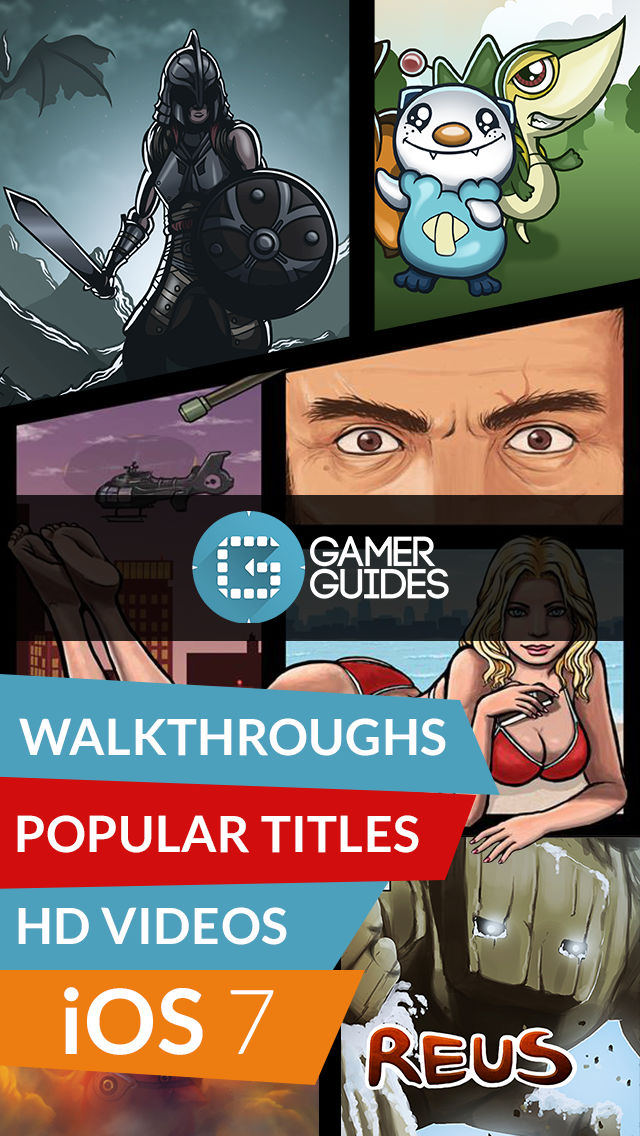 GAMER
GUIDES
WALKTHROUGHS
POPULAR TITLES
HD VIDEOS
iOS 7
REUS